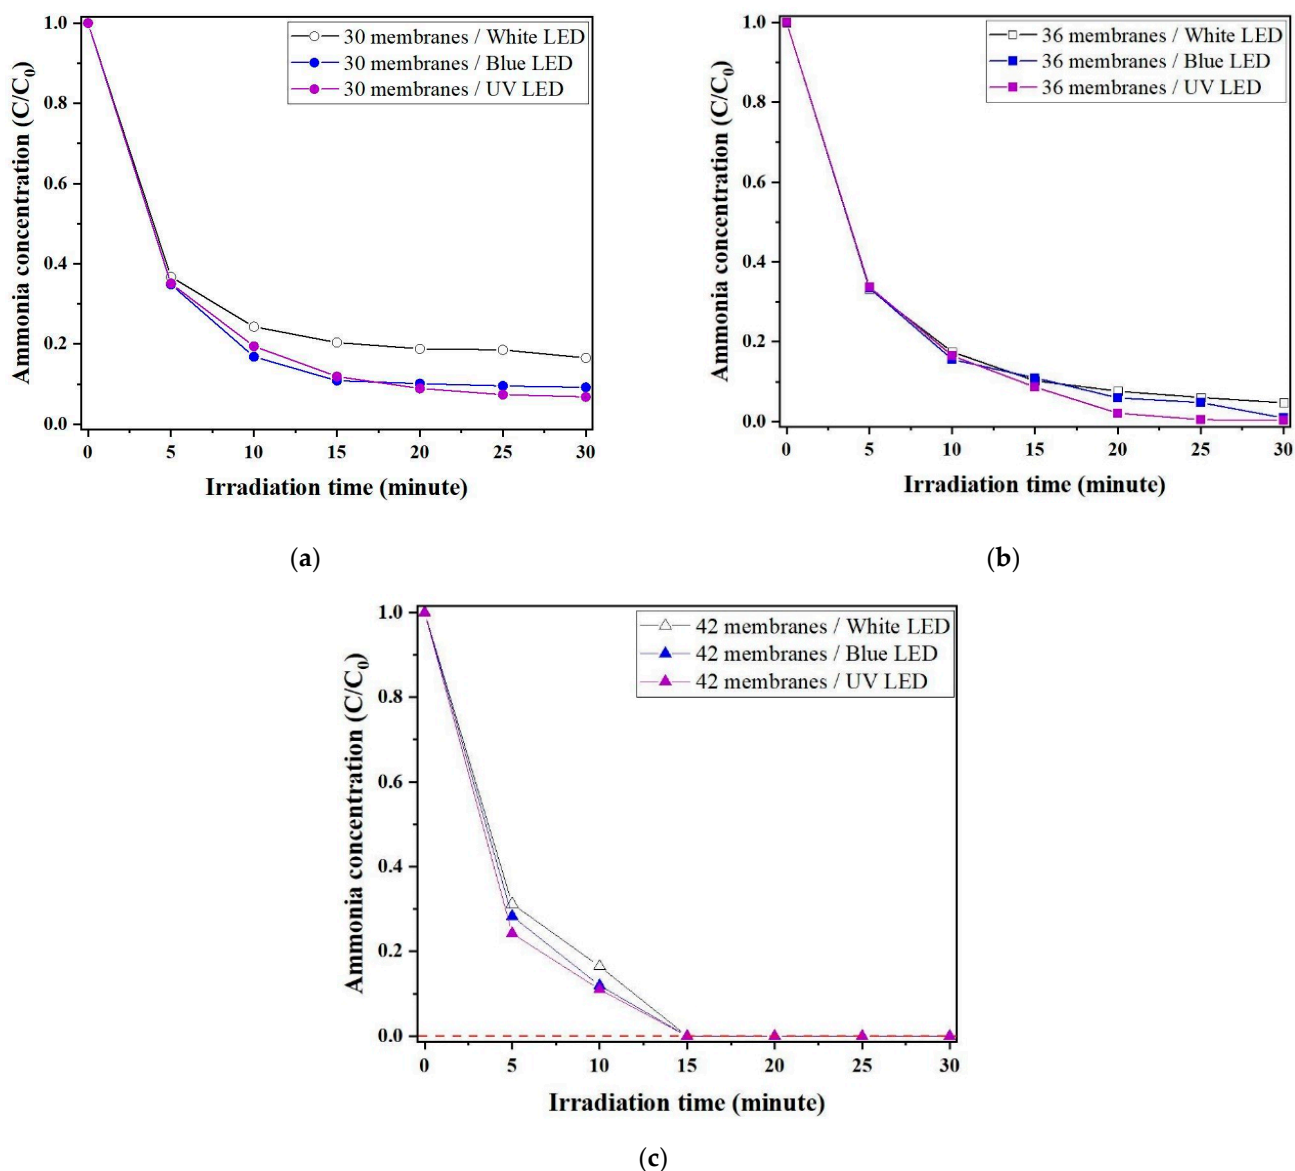 30 membranes / White LED
30 membranes / Blue LED
30 membranes / UV LED
Ammonia concentration (C/C₀)
1.0
0.8
0.6
0.4
0.2
0.0
0 5 10 15 20 25 30
Irradiation time (minute)
(a)
36 membranes / White LED
36 membranes / Blue LED
36 membranes / UV LED
Ammonia concentration (C/C₀)
1.0
0.8
0.6
0.4
0.2
0.0
0 5 10 15 20 25 30
Irradiation time (minute)
(b)
42 membranes / White LED
42 membranes / Blue LED
42 membranes / UV LED
Ammonia concentration (C/C₀)
1.0
0.8
0.6
0.4
0.2
0.0
0 5 10 15 20 25 30
Irradiation time (minute)
(c)